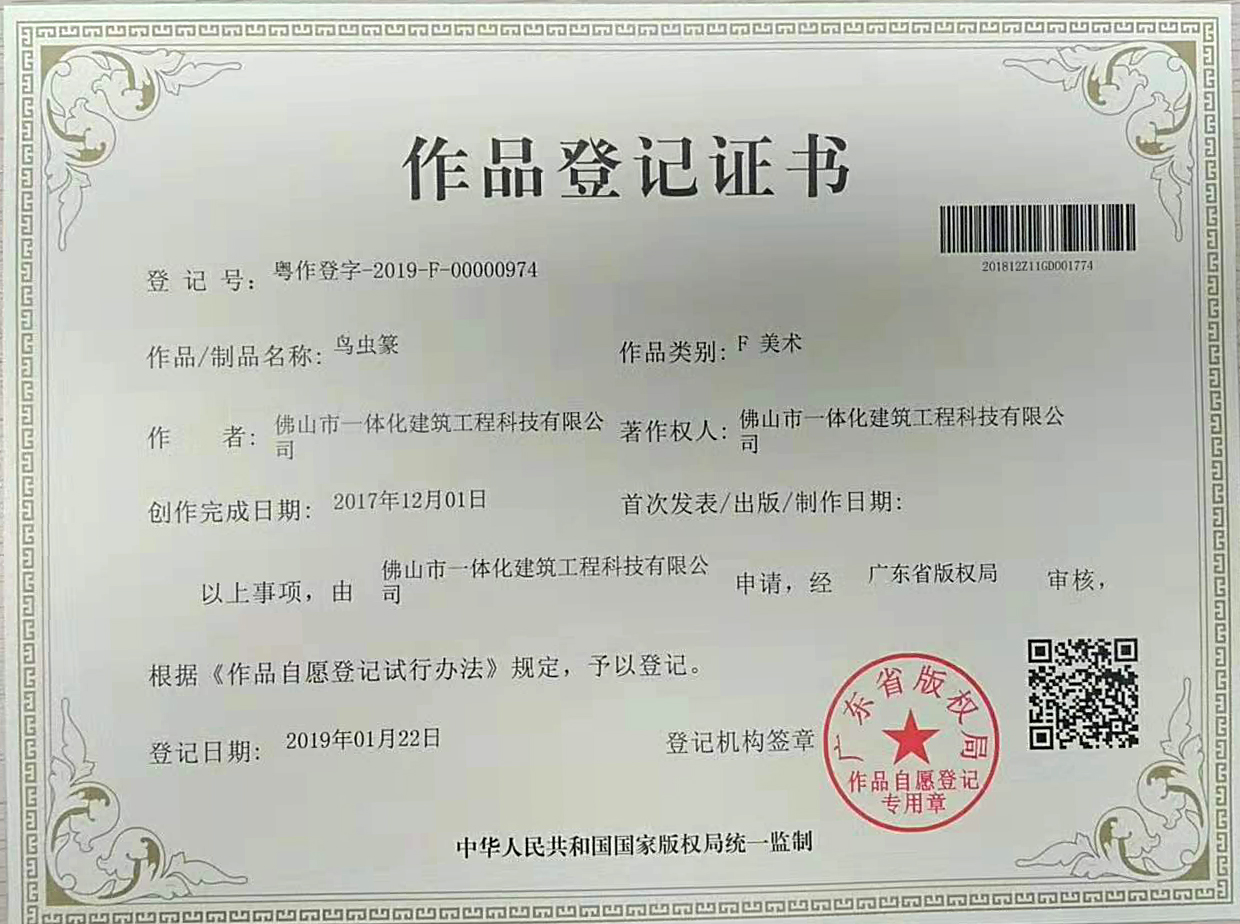 作品登记证书
201812Z11GD001774
登 记 号: 粤作登字-2019-F-00000974
作品/制品名称: 鸟虫篆 作品类别: F 美术
作 者: 佛山市一体化建筑工程科技有限公
司
著作权人: 佛山市一体化建筑工程科技有限公
司
创作完成日期: 2017年12月01日 首次发表/出版/制作日期:
以上事项，由 佛山市一体化建筑工程科技有限公
司 申请，经 广东省版权局 审核，
根据《作品自愿登记试行办法》规定，予以登记。
登记日期: 2019年01月22日 登记机构签章
广东省版权局
作品自愿登记
专用章
中华人民共和国国家版权局统一监制